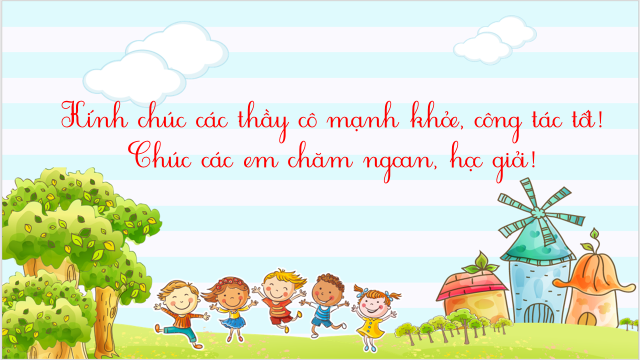 Kính chúc các thầy cô mạnh khỏe, công tác tốt!
Chúc các em chăm ngoan, học giỏi!